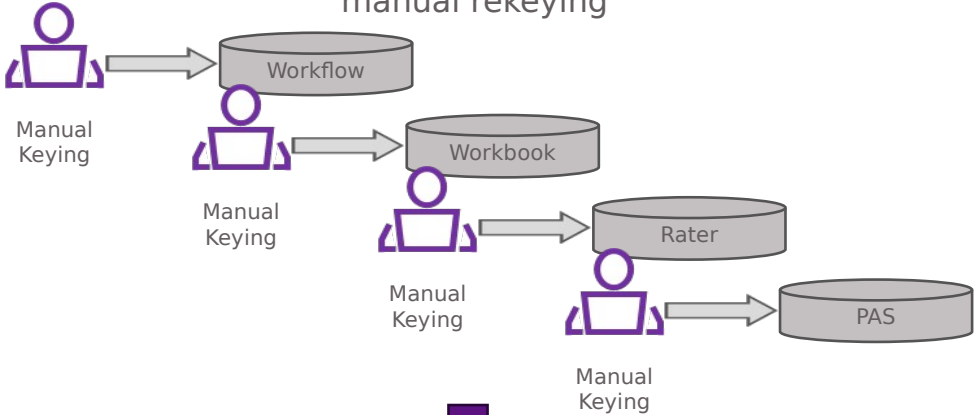 manual rekeying
Workflow
Manual
Keying
Workbook
Manual
Keying
Rater
Manual
Keying
PAS
Manual
Keying